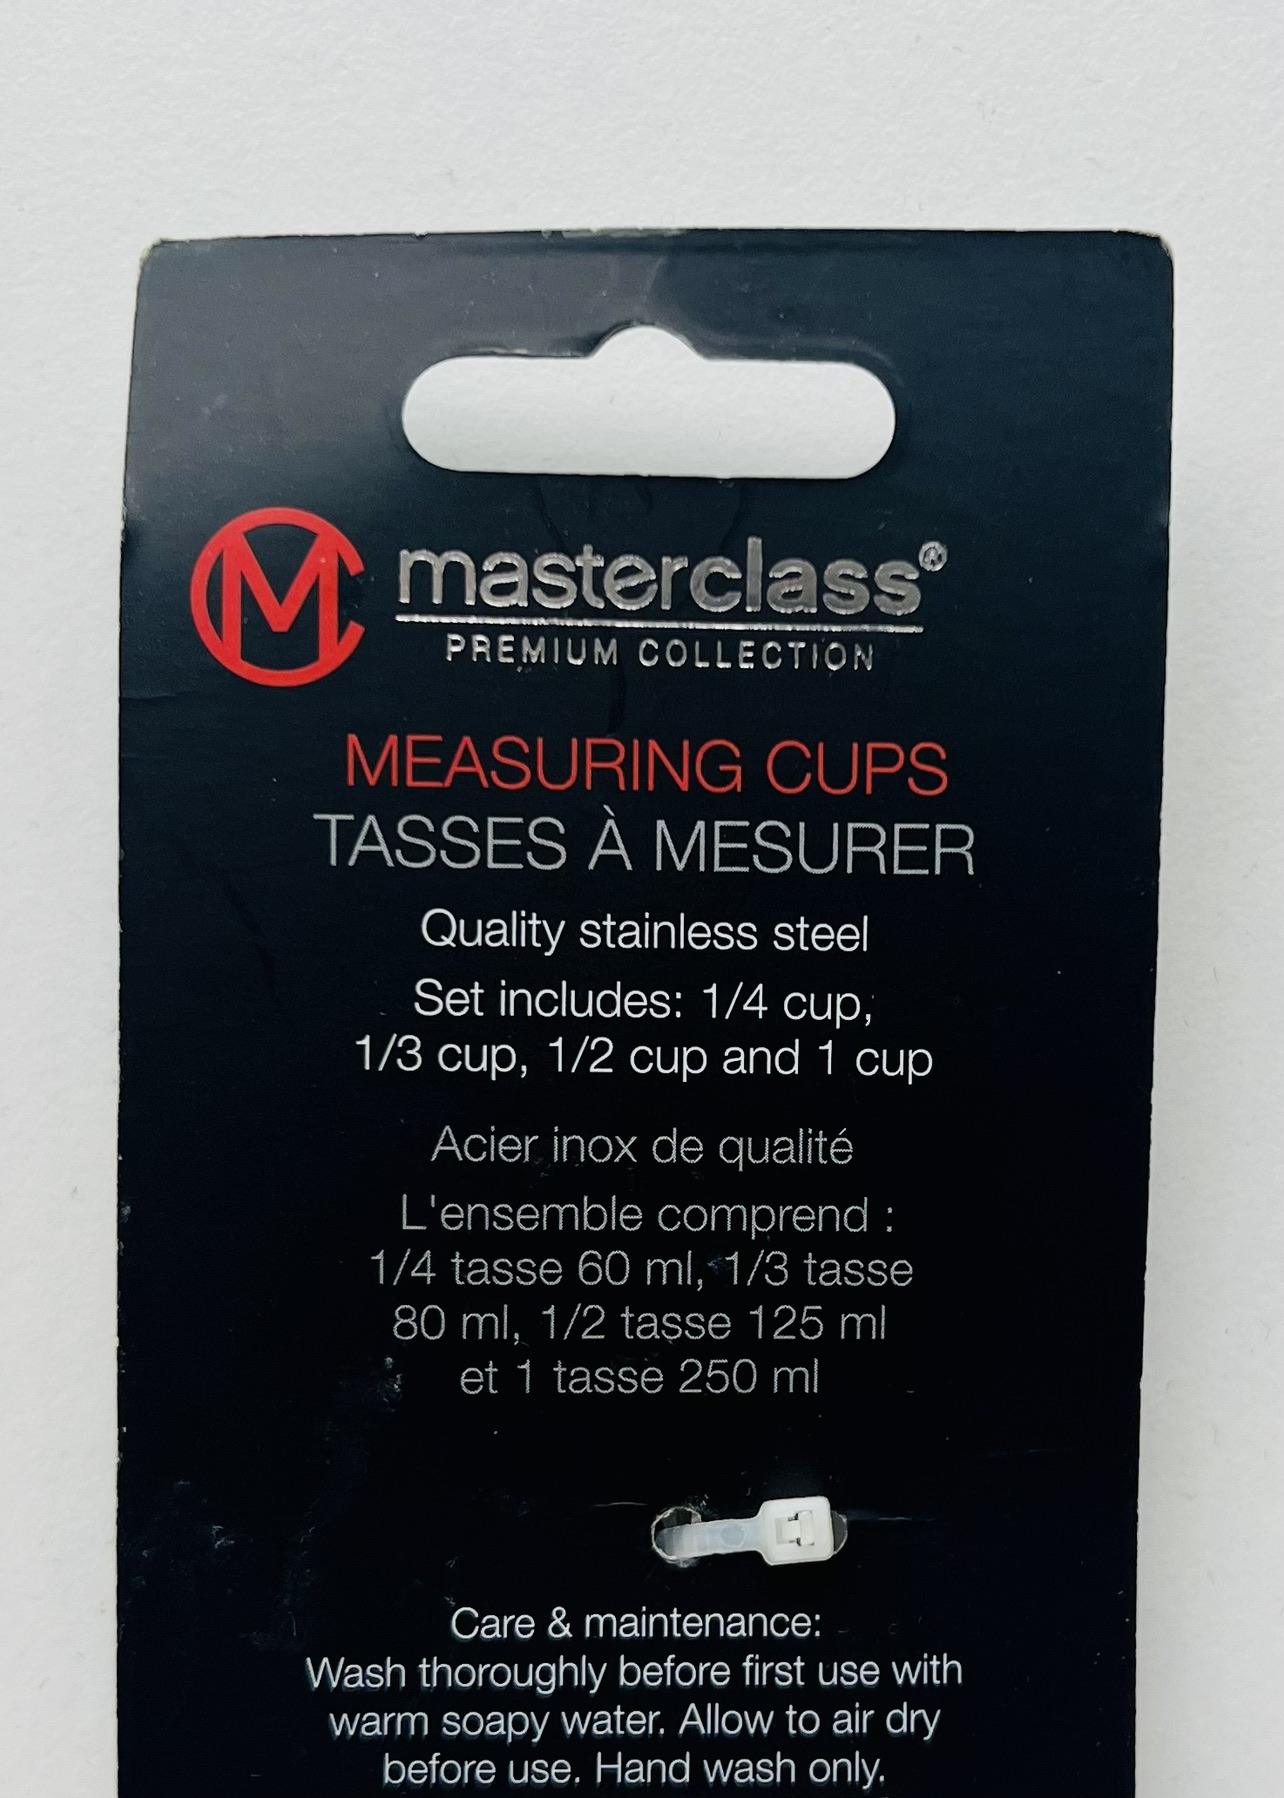 MC
masterclass®
PREMIUM COLLECTION
MEASURING CUPS
TASSES À MESURER
Quality stainless steel
Set includes: 1/4 cup,
1/3 cup, 1/2 cup and 1 cup
Acier inox de qualité
L'ensemble comprend :
1/4 tasse 60 ml, 1/3 tasse
80 ml, 1/2 tasse 125 ml
et 1 tasse 250 ml
Care & maintenance:
Wash thoroughly before first use with
warm soapy water. Allow to air dry
before use. Hand wash only.